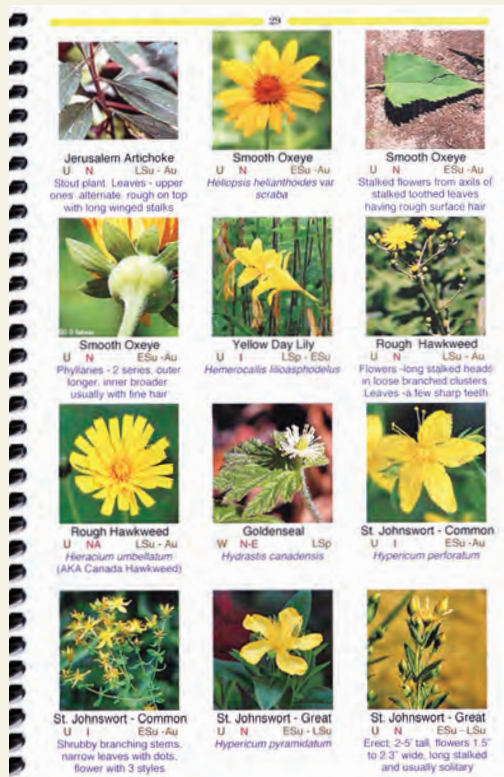 29
Jerusalem Artichoke
U N LSu - Au
Stout plant. Leaves - upper
ones alternate, rough on top
with long winged stalks
Smooth Oxeye
U N ESu-Au
Heliopsis helianthoides var
scraba
Smooth Oxeye
U N ESu-Au
Stalked flowers from axils of
stalked toothed leaves
having rough surface hair
Smooth Oxeye
U N ESu-Au
Phyllaries - 2 series, outer
longer, inner broader
usually with fine hair
Yellow Day Lily
U I LSp - ESu
Hemerocallis lilioasphodelus
Rough Hawkweed
U N LSu - Au
Flowers -long stalked heads
in loose branched clusters
Leaves -a few sharp teeth
Rough Hawkweed
U NA LSu - Au
Hieracium umbellatum
(AKA Canada Hawkweed)
Goldenseal
W N-E LSp
Hydrastis canadensis
St. Johnswort - Common
U I ESu -Au
Hypericum perforatum
St. Johnswort - Common
U I ESu-Au
Shrubby branching stems,
narrow leaves with dots,
flower with 3 styles
St. Johnswort - Great
U N ESu - LSu
Hypericum pyramidatum
St. Johnswort - Great
U N ESu - LSu
Erect, 2-5' tall, flowers 1.5"
to 2.3" wide, long stalked
and usually solitary